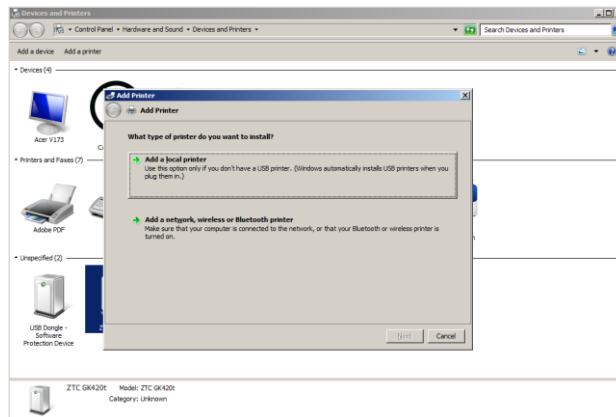 Devices and Printers
Control Panel ▸ Hardware and Sound ▸ Devices and Printers
Search Devices and Printers
Add a device Add a printer
Devices (4)
Acer V173
Add Printer
Add Printer
What type of printer do you want to install?
Add a local printer
Use this option only if you don't have a USB printer. (Windows automatically installs USB printers when you
plug them in.)
Add a network, wireless or Bluetooth printer
Make sure that your computer is connected to the network, or that your Bluetooth or wireless printer is
turned on.
Next Cancel
Printers and Faxes (7)
Adobe PDF
Unspecified (2)
USB Dongle -
Software
Protection Device
ZTC GK420t Model: ZTC GK420t
Category: Unknown